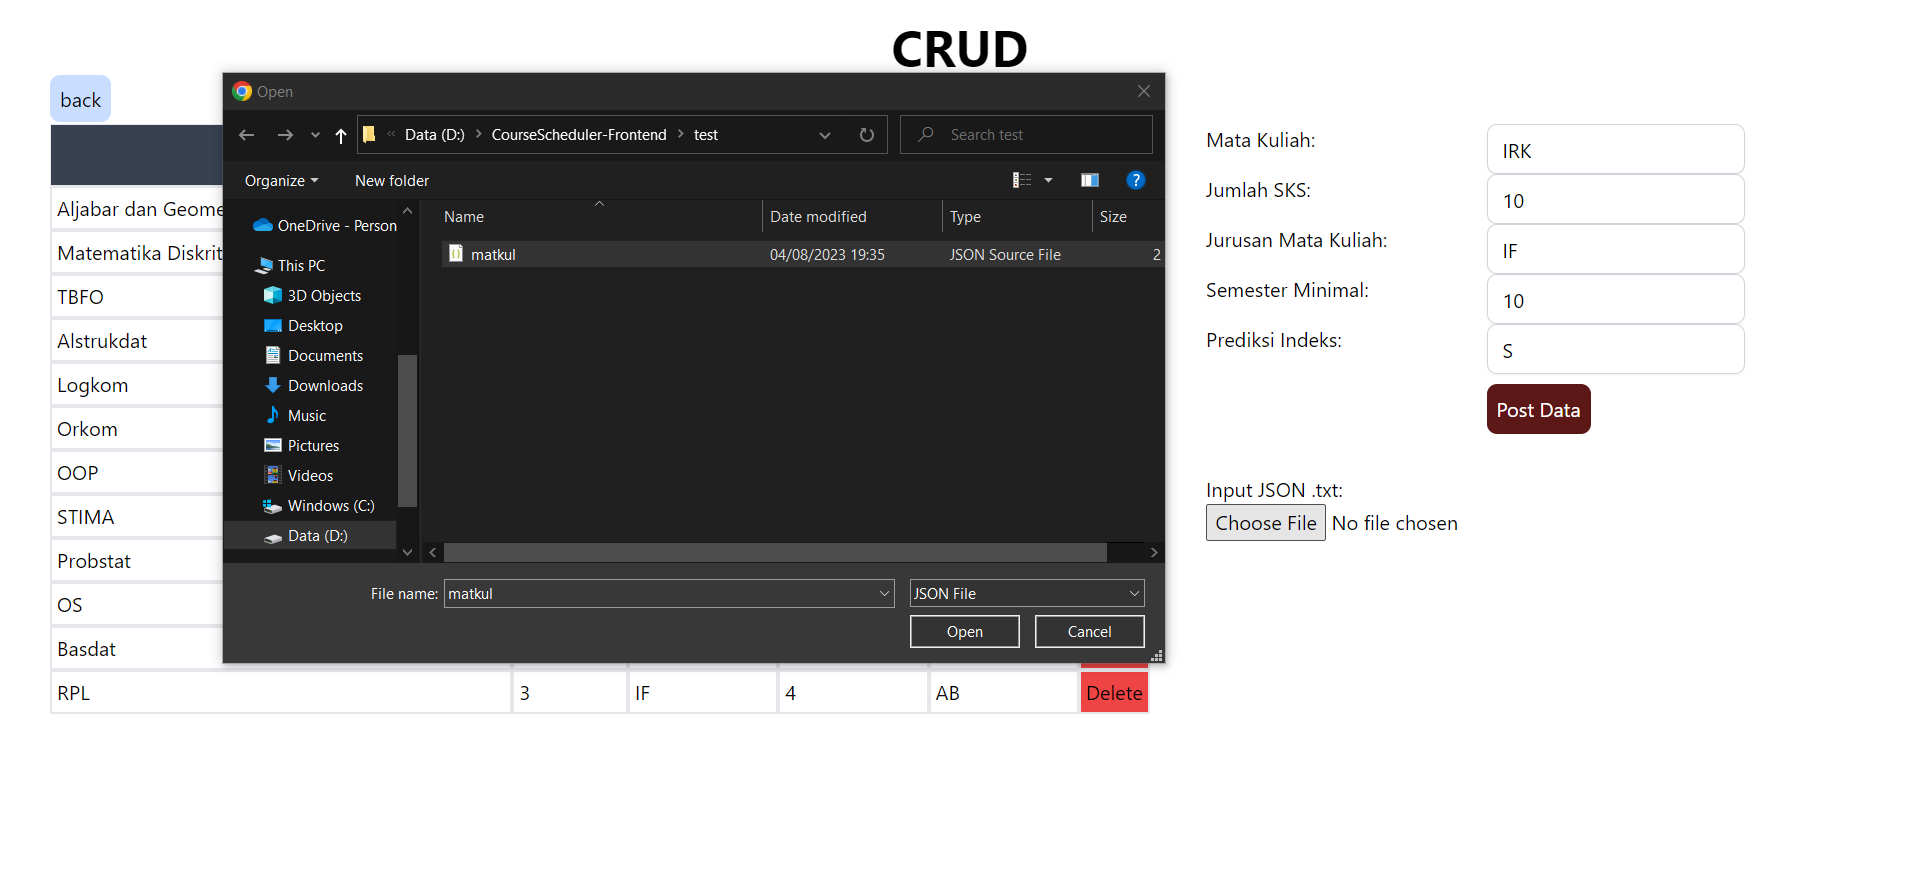 CRUD
back
Open
Data (D:) CourseScheduler-Frontend test
Search test
Organize
New folder
?
Name
Date modified
Type
Size
matkul
04/08/2023 19:35
JSON Source File
2
OneDrive - Person
This PC
3D Objects
Desktop
Documents
Downloads
Music
Pictures
Videos
Windows (C:)
Data (D:)
File name:
matkul
JSON File
Open
Cancel
Aljabar dan Geome
Matematika Diskrit
TBFO
Alstrukdat
Logkom
Orkom
OOP
STIMA
Probstat
OS
Basdat
RPL 3 IF 4 AB Delete
Mata Kuliah: IRK
Jumlah SKS: 10
Jurusan Mata Kuliah: IF
Semester Minimal: 10
Prediksi Indeks: S
Post Data
Input JSON .txt:
Choose File No file chosen